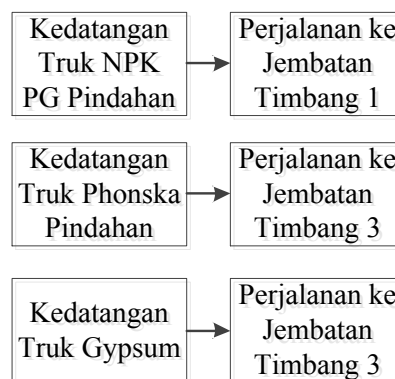 Kedatangan
Truk NPK
PG Pindahan
Perjalanan ke
Jembatan
Timbang 1
Kedatangan
Truk Phonska
Pindahan
Perjalanan ke
Jembatan
Timbang 3
Kedatangan
Truk Gypsum
Perjalanan ke
Jembatan
Timbang 3